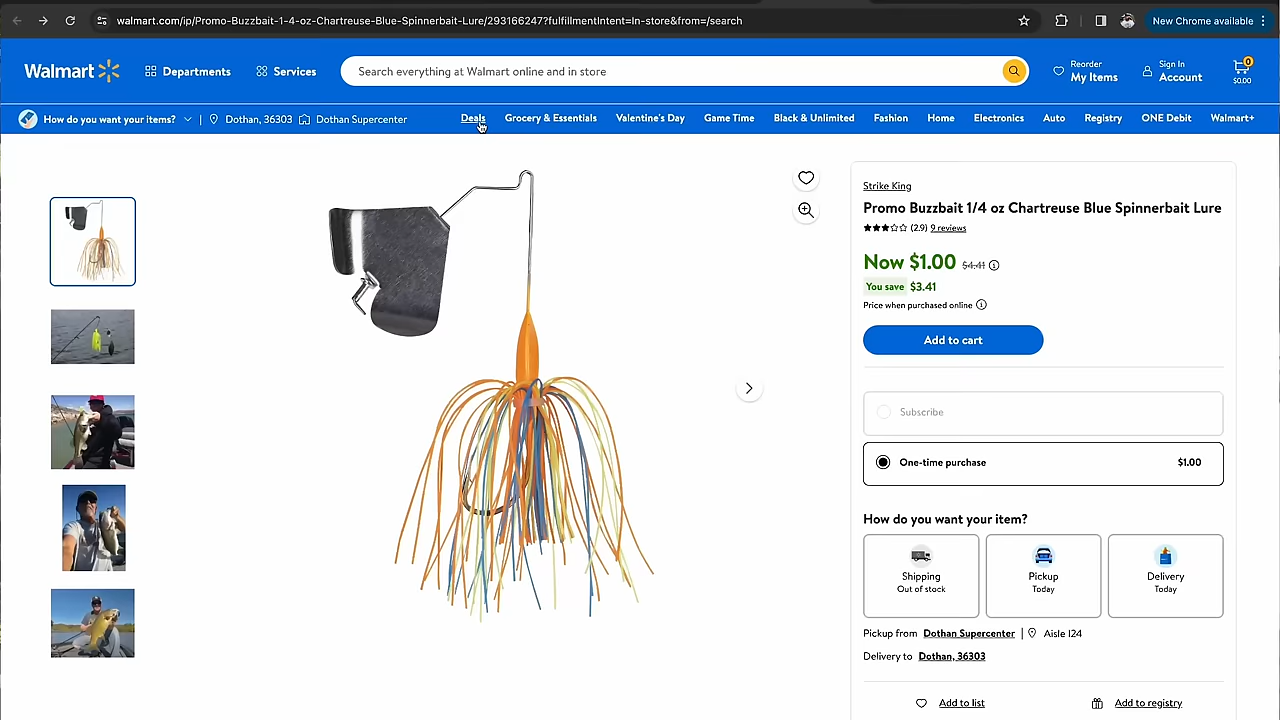 walmart.com/ip/Promo-Buzzbait-1-4-oz-Chartreuse-Blue-Spinnerbait-Lure/293166247?fulfillmentIntent=In-store&from=/search
New Chrome available
Walmart
Departments
Services
Search everything at Walmart online and in store
Reorder
My Items
Sign In
Account
0
$0.00
How do you want your items? | Dothan, 36303 Dothan Supercenter
Deals Grocery & Essentials Valentine's Day Game Time Black & Unlimited Fashion Home Electronics Auto Registry ONE Debit Walmart+
Strike King
Promo Buzzbait 1/4 oz Chartreuse Blue Spinnerbait Lure
(2.9) 9 reviews
Now $1.00 $4.41
You save $3.41
Price when purchased online
Add to cart
Subscribe
One-time purchase $1.00
How do you want your item?
Shipping
Out of stock
Pickup
Today
Delivery
Today
Pickup from Dothan Supercenter | Aisle I24
Delivery to Dothan, 36303
Add to list
Add to registry